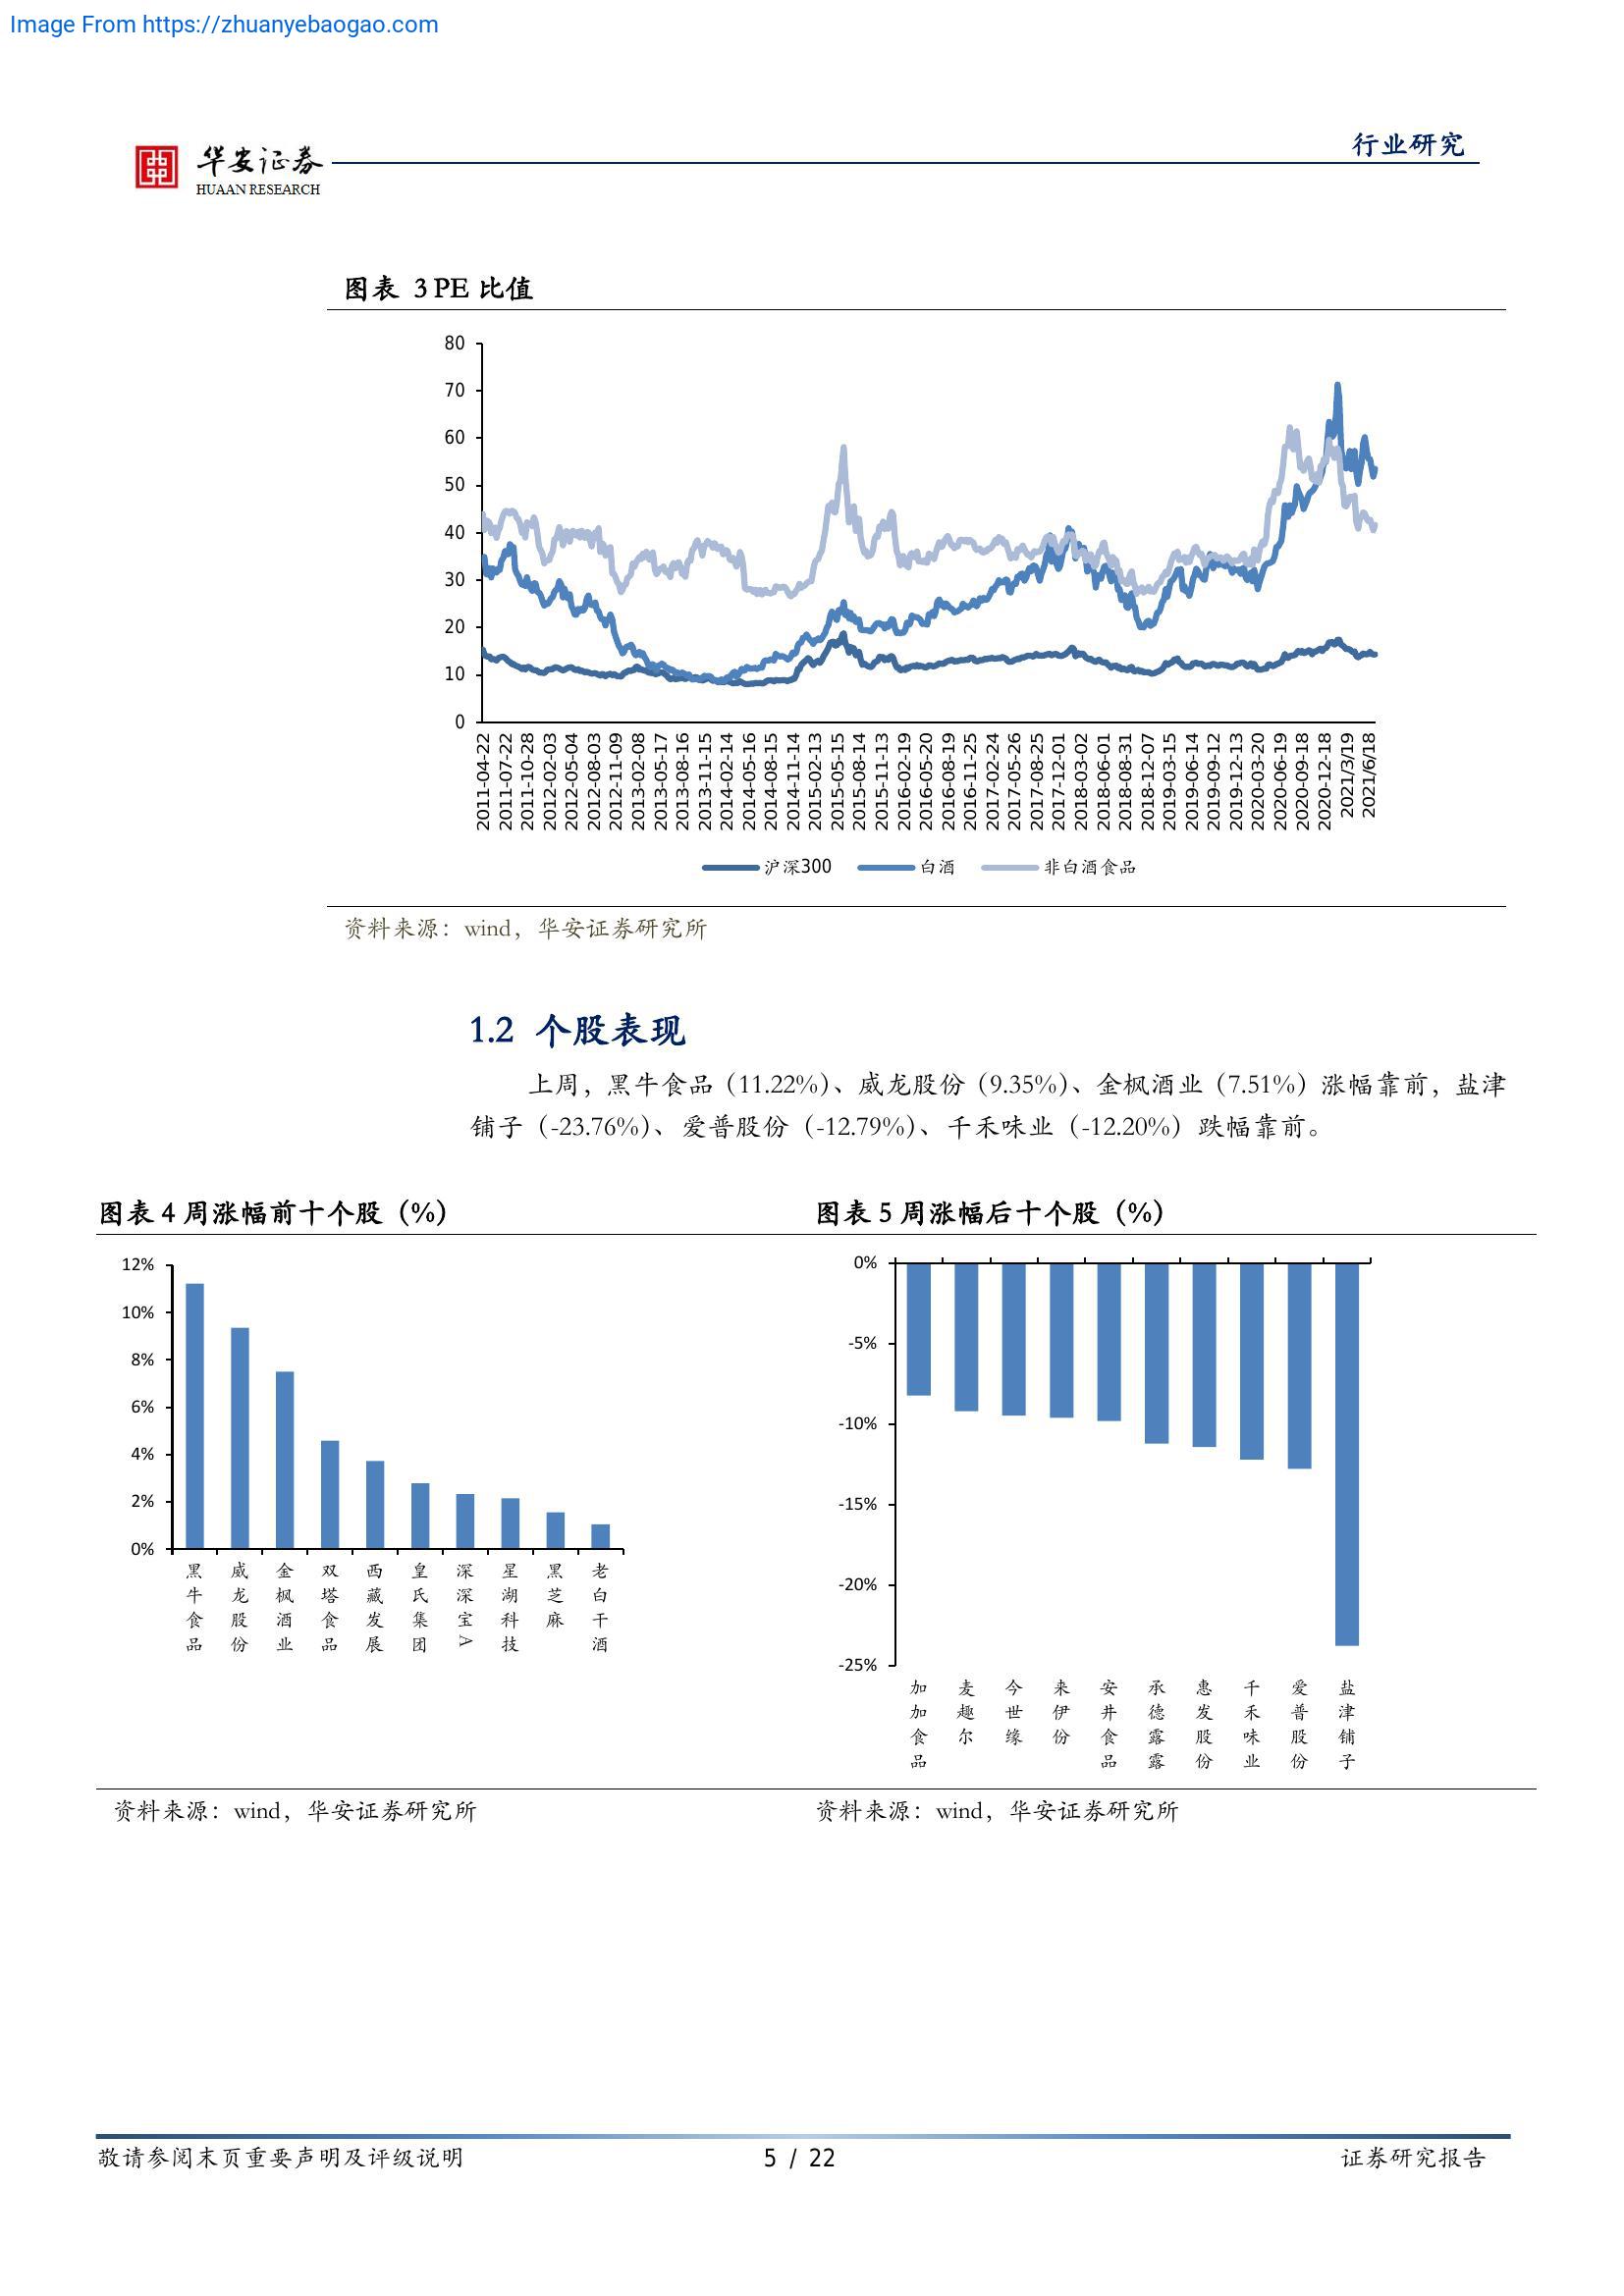 Image From https://zhuanyebaogao.com
华安证券
HUAAN RESEARCH
行业研究
图表 3 PE 比值
80
70
60
50
40
30
20
10
0
2011-04-22
2011-07-22
2011-10-28
2012-02-03
2012-05-04
2012-08-03
2012-11-09
2013-02-08
2013-05-17
2013-08-16
2013-11-15
2014-02-14
2014-05-16
2014-08-15
2014-11-14
2015-02-13
2015-05-15
2015-08-14
2015-11-13
2016-02-19
2016-05-20
2016-08-19
2016-11-25
2017-02-24
2017-05-26
2017-08-25
2017-12-01
2018-03-02
2018-06-01
2018-08-31
2018-12-07
2019-03-15
2019-06-14
2019-09-12
2019-12-13
2020-03-20
2020-06-19
2020-09-18
2020-12-18
2021/3/19
2021/6/18
沪深300 白酒 非白酒食品
资料来源：wind，华安证券研究所
1.2 个股表现
上周，黑牛食品（11.22%）、威龙股份（9.35%）、金枫酒业（7.51%）涨幅靠前，盐津
铺子（-23.76%）、爱普股份（-12.79%）、千禾味业（-12.20%）跌幅靠前。
图表 4 周涨幅前十个股（%）
12%
10%
8%
6%
4%
2%
0%
黑牛食品
威龙股份
金枫酒业
双塔食品
西藏发展
皇氏集团
深深宝A
星湖科技
黑芝麻
老白干酒
资料来源：wind，华安证券研究所
图表 5 周涨幅后十个股（%）
0%
-5%
-10%
-15%
-20%
-25%
加加食品
麦趣尔
今世缘
来伊份
安井食品
承德露露
惠发股份
千禾味业
爱普股份
盐津铺子
资料来源：wind，华安证券研究所
敬请参阅末页重要声明及评级说明
5 / 22
证券研究报告